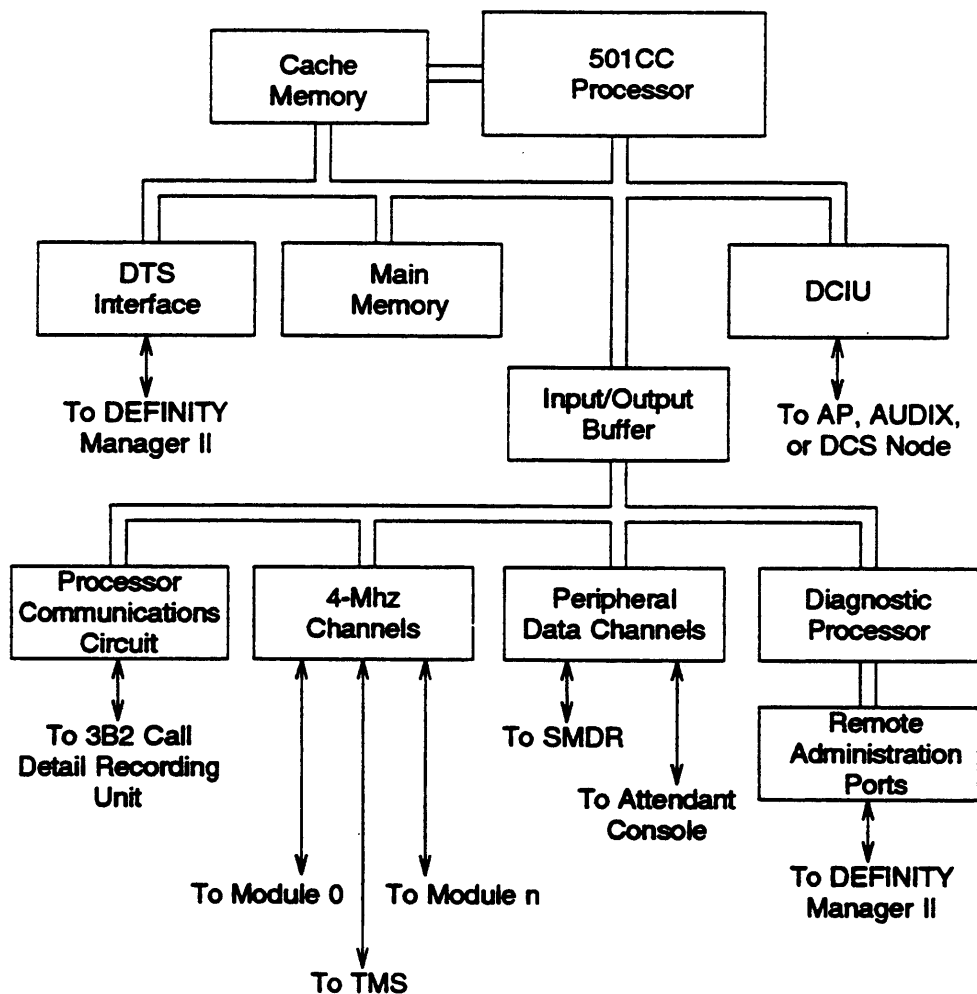 Cache
Memory
501CC
Processor
DTS
Interface
Main
Memory
DCIU
To DEFINITY
Manager II
Input/Output
Buffer
To AP, AUDIX,
or DCS Node
Processor
Communications
Circuit
4-Mhz
Channels
Peripheral
Data Channels
Diagnostic
Processor
To 3B2 Call
Detail Recording
Unit
To SMDR
Remote
Administration
Ports
To Attendant
Console
To Module 0
To Module n
To DEFINITY
Manager II
To TMS